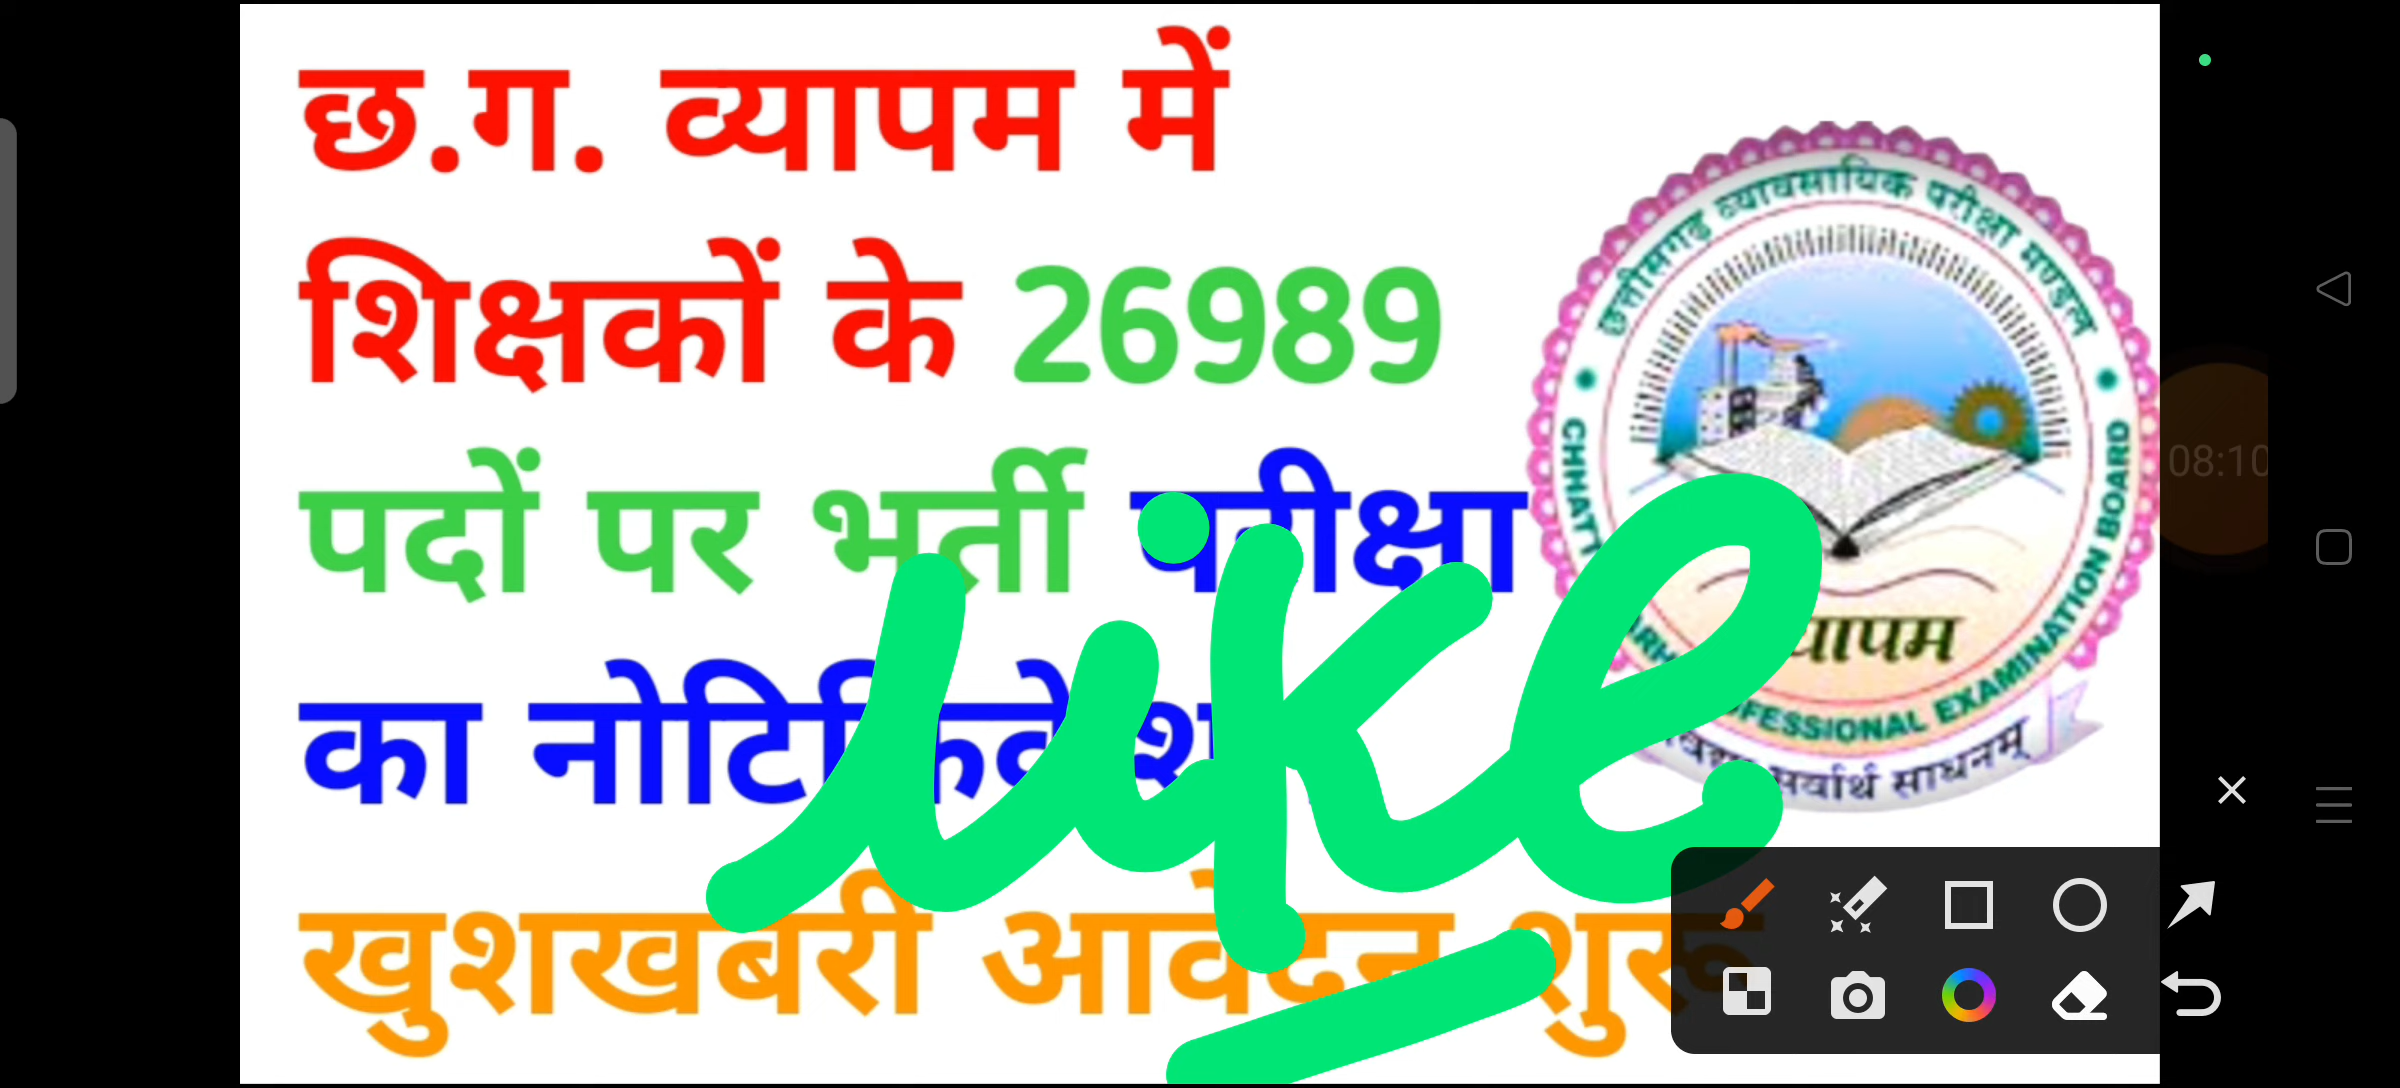 छ.ग. व्यापम में
शिक्षकों के 26989
पदों पर भर्ती परीक्षा
का नोटिफिकेशन
खुशखबरी आवेदन शुरू
like
छत्तीसगढ़ व्यावसायिक परीक्षा मण्डल
PROFESSIONAL EXAMINATION BOARD
व्यापम
सर्वार्थ साधनम्
08:10